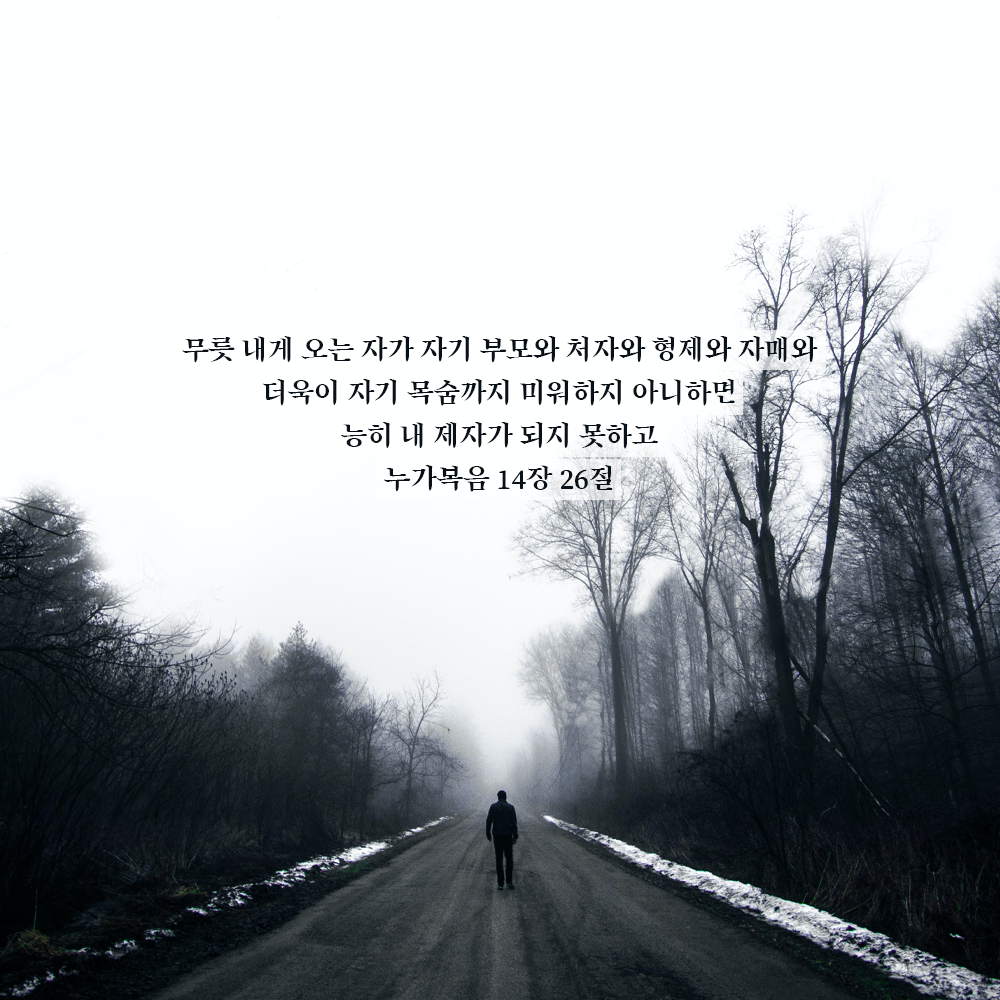 무릇 내게 오는 자가 자기 부모와 처자와 형제와 자매와
더욱이 자기 목숨까지 미워하지 아니하면
능히 내 제자가 되지 못하고
누가복음 14장 26절